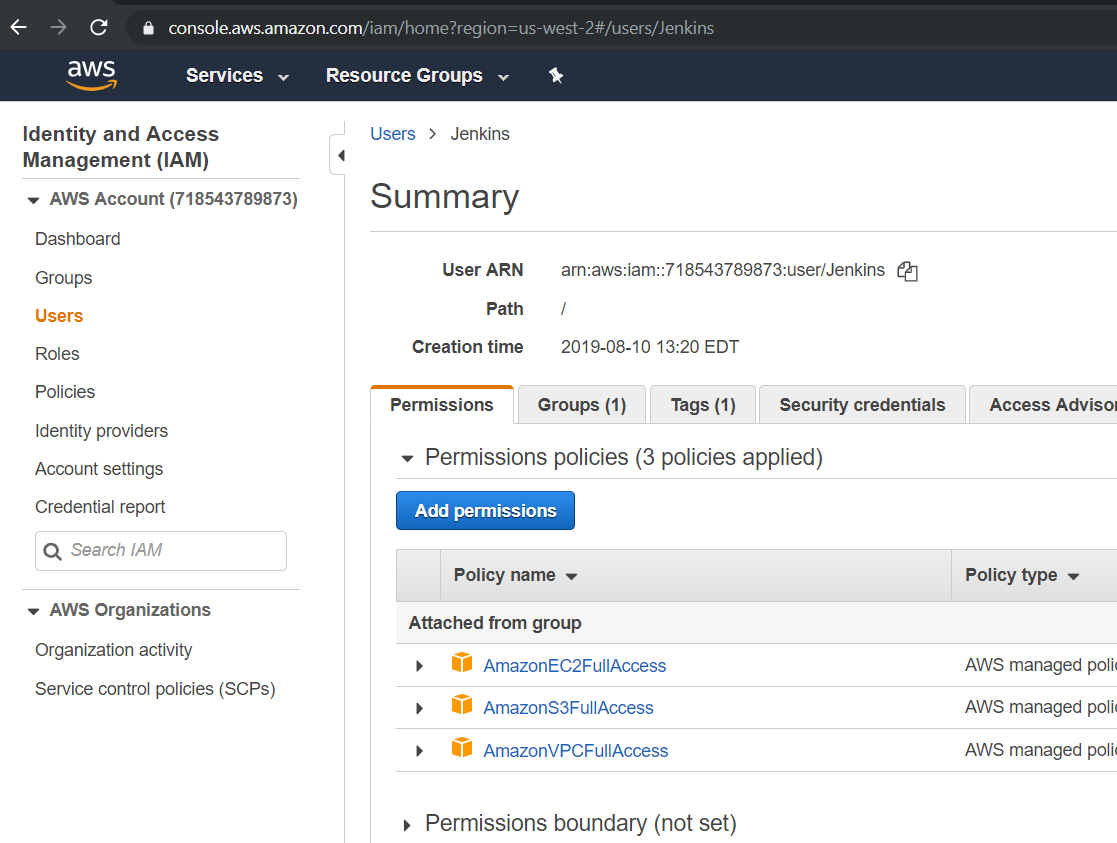 console.aws.amazon.com/iam/home?region=us-west-2#/users/Jenkins
aws Services Resource Groups
Identity and Access
Management (IAM)
AWS Account (718543789873)
Dashboard
Groups
Users
Roles
Policies
Identity providers
Account settings
Credential report
Search IAM
AWS Organizations
Organization activity
Service control policies (SCPs)
Users > Jenkins
Summary
User ARN arn:aws:iam::718543789873:user/Jenkins
Path /
Creation time 2019-08-10 13:20 EDT
Permissions Groups (1) Tags (1) Security credentials Access Advisor
Permissions policies (3 policies applied)
Add permissions
Policy name Policy type
Attached from group
AmazonEC2FullAccess AWS managed poli
AmazonS3FullAccess AWS managed poli
AmazonVPCFullAccess AWS managed poli
Permissions boundary (not set)